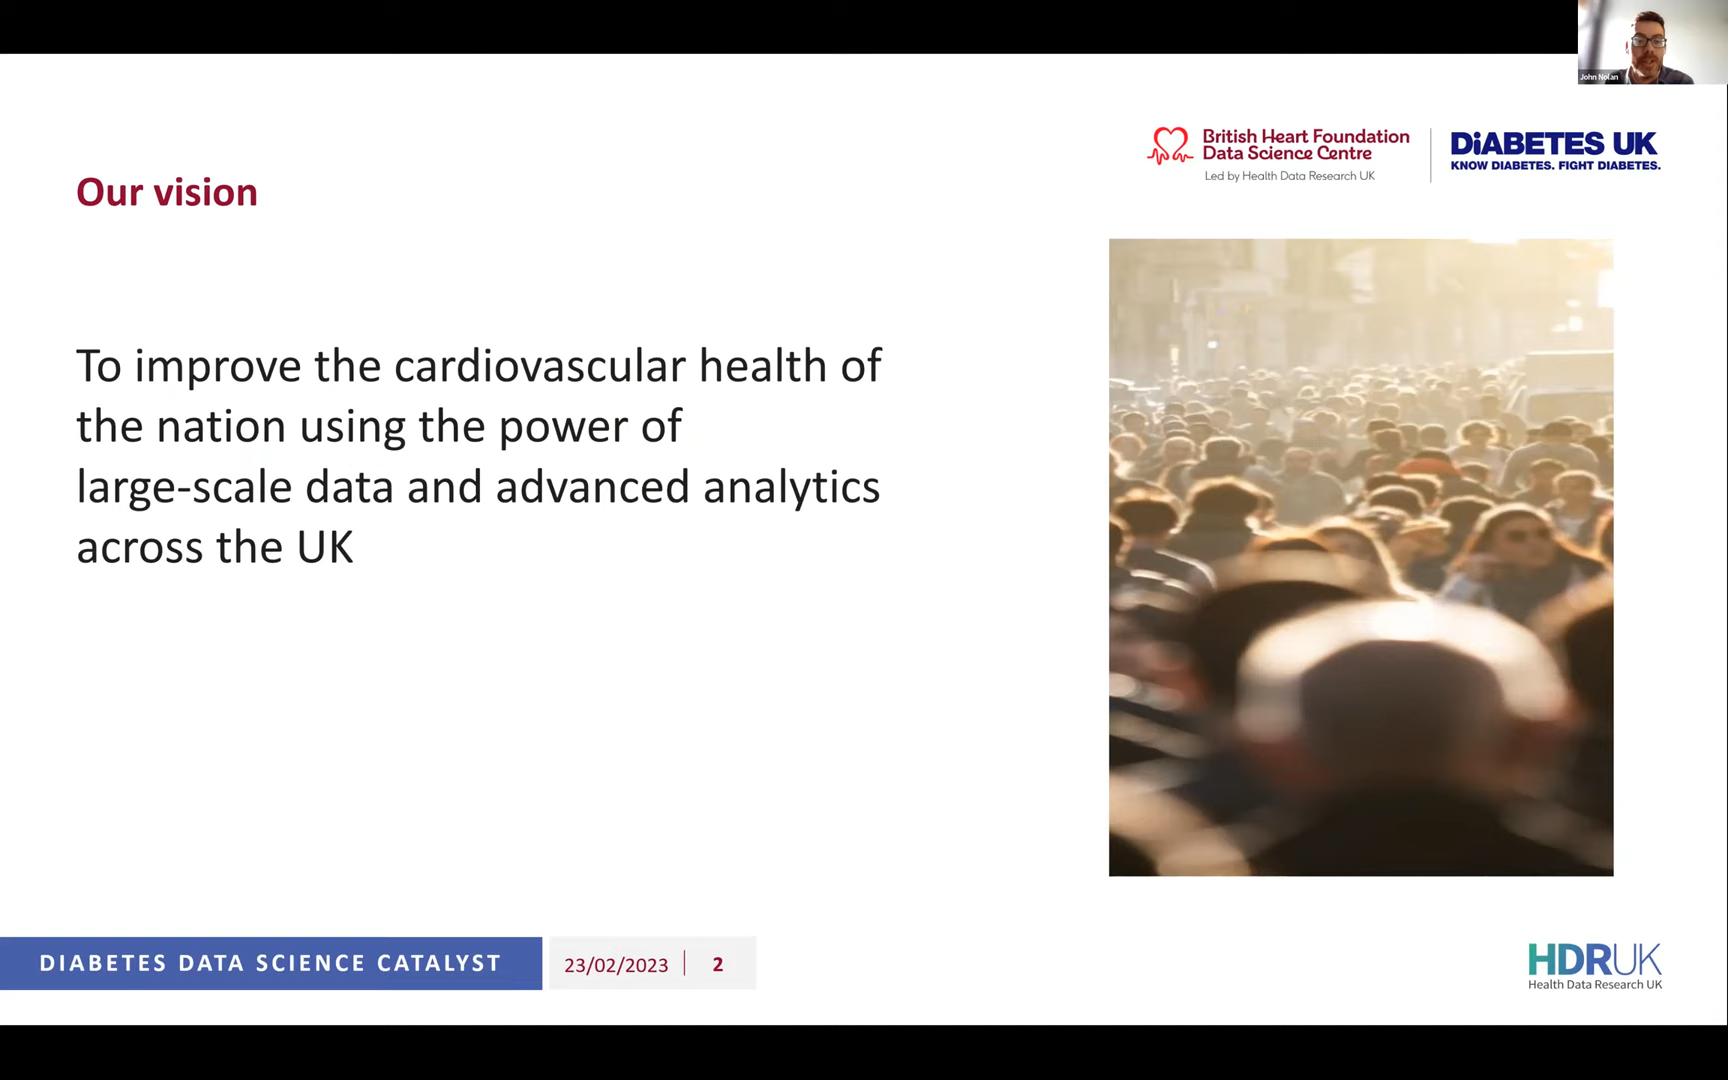 John Nolan
British Heart Foundation
Data Science Centre
Led by Health Data Research UK
DiABETES UK
KNOW DIABETES. FIGHT DIABETES.
Our vision
To improve the cardiovascular health of
the nation using the power of
large-scale data and advanced analytics
across the UK
DIABETES DATA SCIENCE CATALYST
23/02/2023 | 2
HDRUK
Health Data Research UK